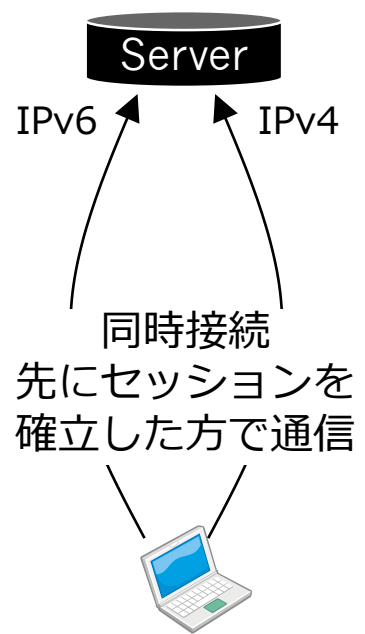 Server
IPv6
IPv4
同時接続
先にセッションを
確立した方で通信